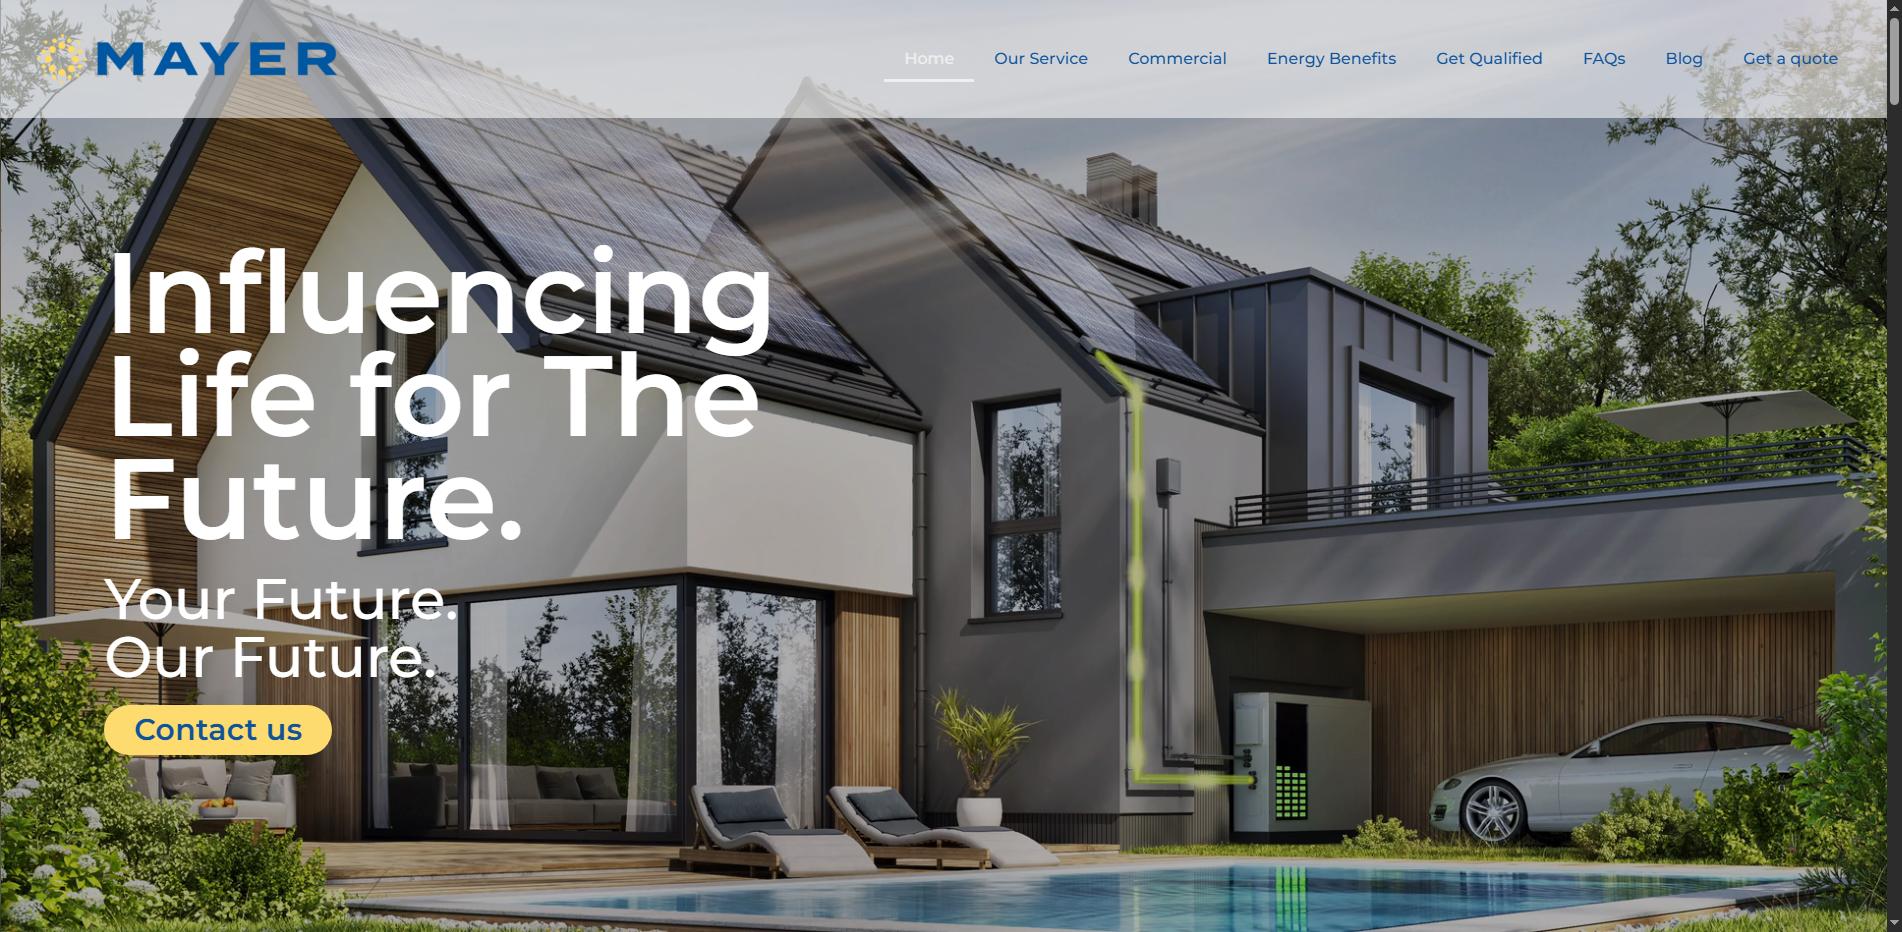 MAYER
Home Our Service Commercial Energy Benefits Get Qualified FAQs Blog Get a quote
Influencing
Life for The
Future.
Your Future.
Our Future.
Contact us